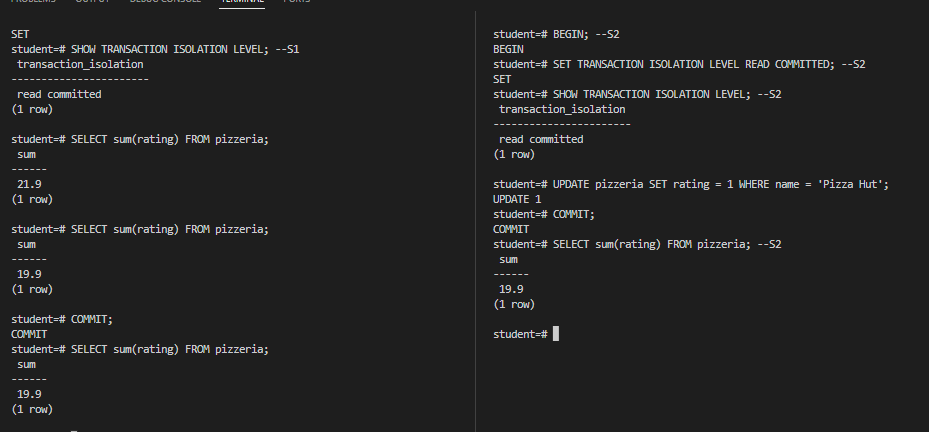 PROBLEMS OUTPUT DEBUG CONSOLE TERMINAL PORTS
SET
student=# SHOW TRANSACTION ISOLATION LEVEL; --S1
 transaction_isolation
-----------------------
 read committed
(1 row)
student=# SELECT sum(rating) FROM pizzeria;
 sum
------
 21.9
(1 row)
student=# SELECT sum(rating) FROM pizzeria;
 sum
------
 19.9
(1 row)
student=# COMMIT;
COMMIT
student=# SELECT sum(rating) FROM pizzeria;
 sum
------
 19.9
(1 row)
student=# BEGIN; --S2
BEGIN
student=# SET TRANSACTION ISOLATION LEVEL READ COMMITTED; --S2
SET
student=# SHOW TRANSACTION ISOLATION LEVEL; --S2
 transaction_isolation
-----------------------
 read committed
(1 row)
student=# UPDATE pizzeria SET rating = 1 WHERE name = 'Pizza Hut';
UPDATE 1
student=# COMMIT;
COMMIT
student=# SELECT sum(rating) FROM pizzeria; --S2
 sum
------
 19.9
(1 row)
student=#